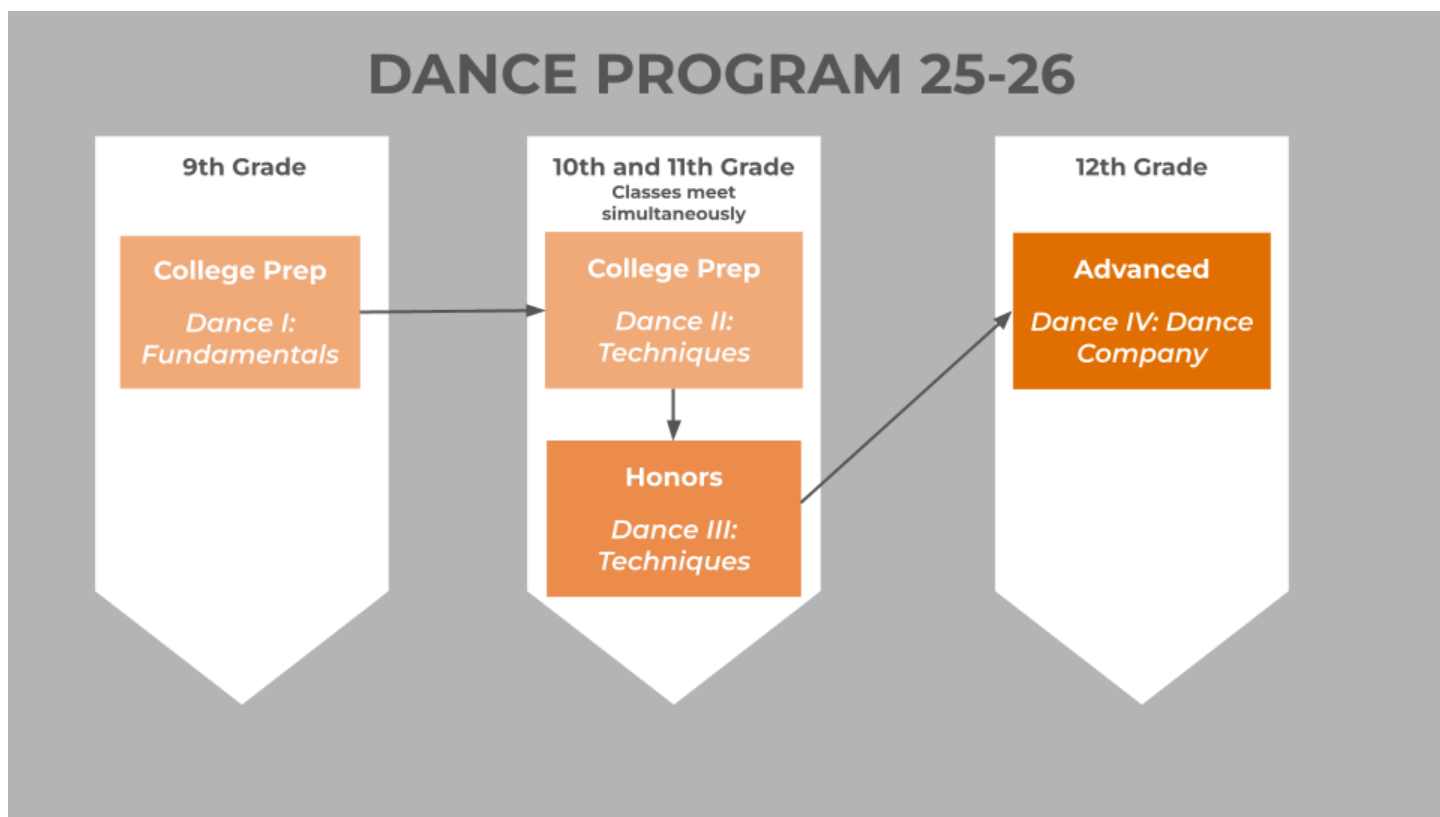 DANCE PROGRAM 25-26
9th Grade
College Prep
Dance I:
Fundamentals
10th and 11th Grade
Classes meet
simultaneously
College Prep
Dance II:
Techniques
Honors
Dance III:
Techniques
12th Grade
Advanced
Dance IV: Dance
Company